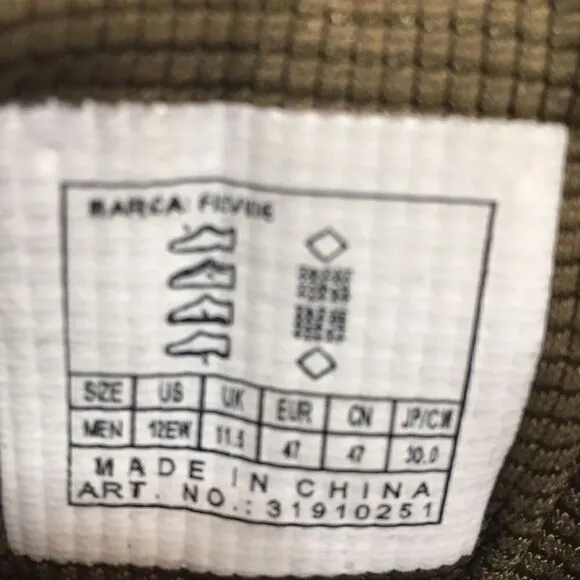 MARCA:
SIZE US UK EUR CN JP/CM
MEN 12EW 11.5 47 47 30.0
MADE IN CHINA
ART. NO.: 31910251